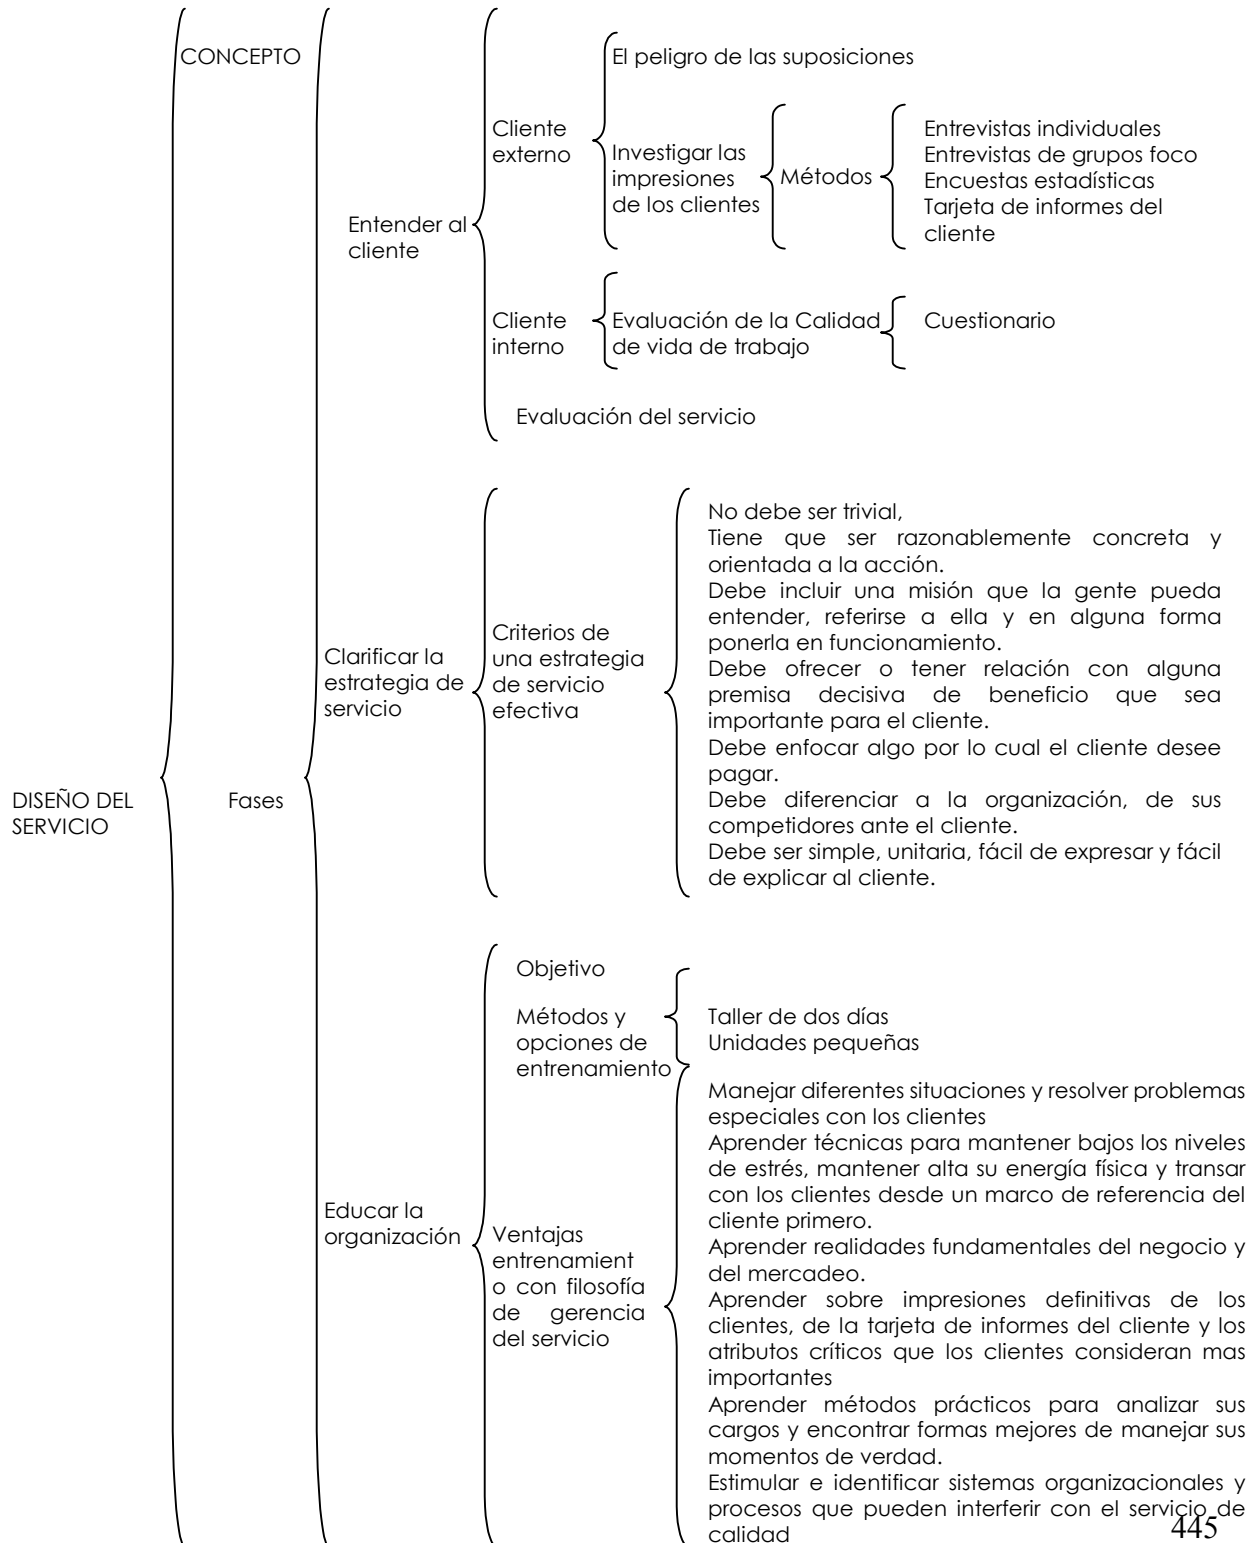 CONCEPTO
El peligro de las suposiciones
Cliente
externo
Investigar las
impresiones
de los clientes
Métodos
Entrevistas individuales
Entrevistas de grupos foco
Encuestas estadísticas
Tarjeta de informes del
cliente
Entender al
cliente
Cliente
interno
Evaluación de la Calidad
de vida de trabajo
Cuestionario
Evaluación del servicio
Clarificar la
estrategia de
servicio
Criterios de
una estrategia
de servicio
efectiva
No debe ser trivial,
Tiene que ser razonablemente concreta y
orientada a la acción.
Debe incluir una misión que la gente pueda
entender, referirse a ella y en alguna forma
ponerla en funcionamiento.
Debe ofrecer o tener relación con alguna
premisa decisiva de beneficio que sea
importante para el cliente.
Debe enfocar algo por lo cual el cliente desee
pagar.
Debe diferenciar a la organización, de sus
competidores ante el cliente.
Debe ser simple, unitaria, fácil de expresar y fácil
de explicar al cliente.
DISEÑO DEL
SERVICIO
Fases
Objetivo
Métodos y
opciones de
entrenamiento
Taller de dos días
Unidades pequeñas
Educar la
organización
Ventajas
entrenamient
o con filosofía
de gerencia
del servicio
Manejar diferentes situaciones y resolver problemas
especiales con los clientes
Aprender técnicas para mantener bajos los niveles
de estrés, mantener alta su energía física y transar
con los clientes desde un marco de referencia del
cliente primero.
Aprender realidades fundamentales del negocio y
del mercadeo.
Aprender sobre impresiones definitivas de los
clientes, de la tarjeta de informes del cliente y los
atributos críticos que los clientes consideran mas
importantes
Aprender métodos prácticos para analizar sus
cargos y encontrar formas mejores de manejar sus
momentos de verdad.
Estimular e identificar sistemas organizacionales y
procesos que pueden interferir con el servicio de
calidad
445